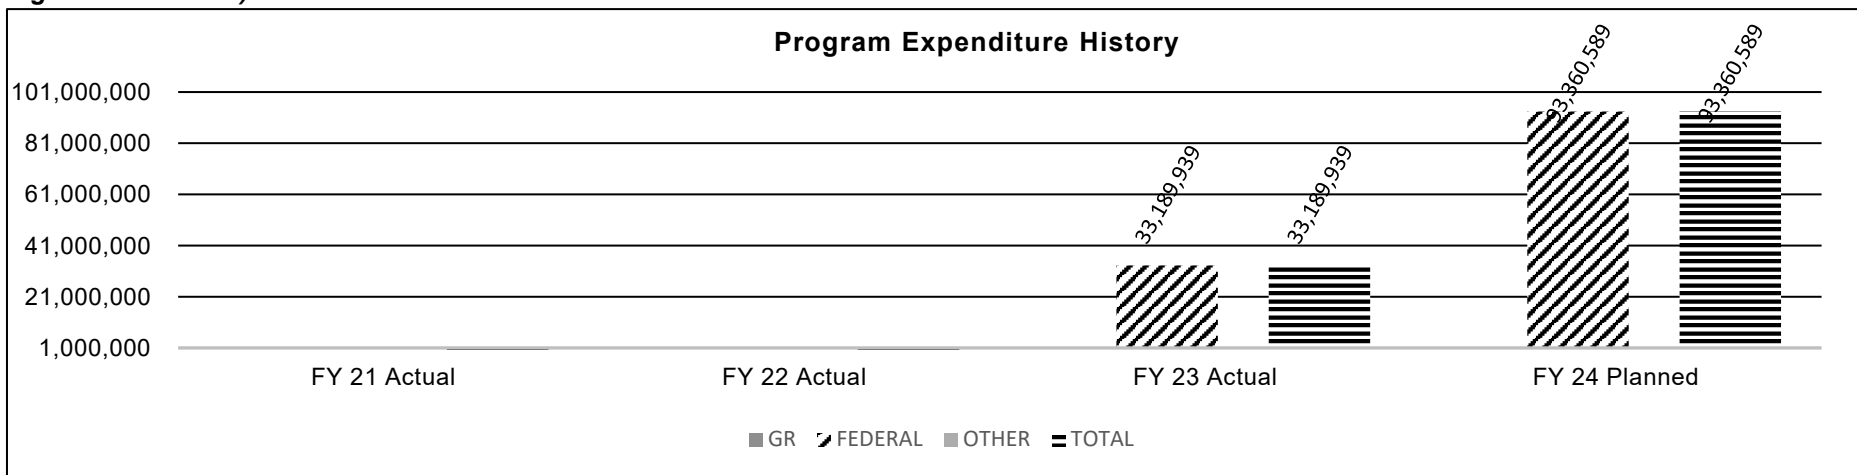 Program Expenditure History
101,000,000
81,000,000
61,000,000
41,000,000
21,000,000
1,000,000
33,189,939
33,189,939
93,360,589
93,360,589
FY 21 Actual
FY 22 Actual
FY 23 Actual
FY 24 Planned
GR FEDERAL OTHER TOTAL